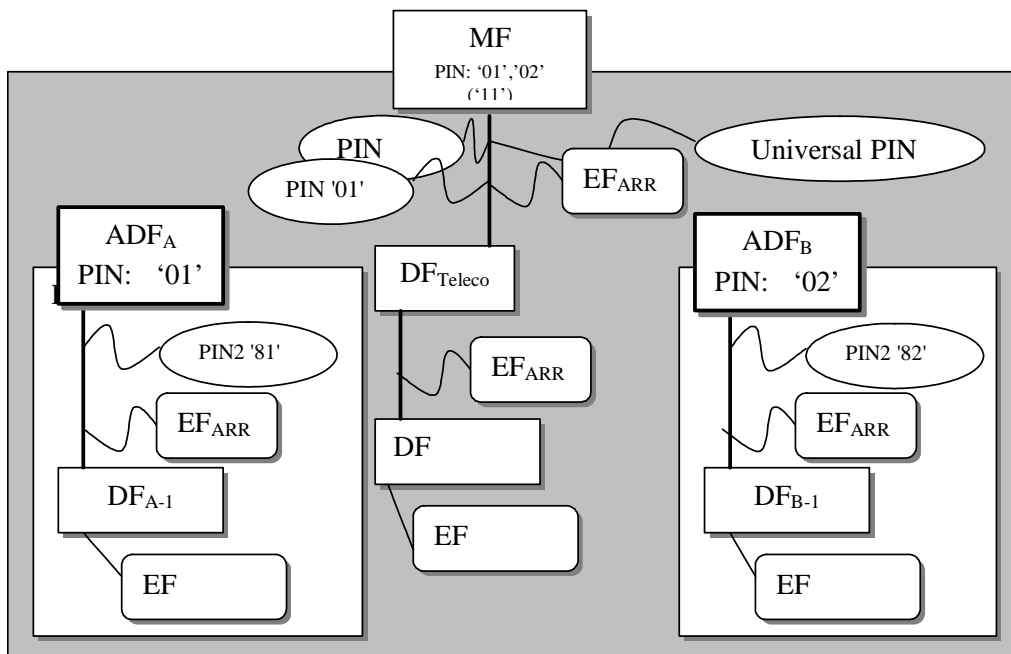 MF
PIN: ‘01’,’02’
(‘11’)
PIN
PIN '01'
EFARR
Universal PIN
ADFA
PIN: ‘01’
DFTeleco
ADFB
PIN: ‘02’
PIN2 '81'
EFARR
PIN2 '82'
EFARR
EFARR
DF
DFA-1
DFB-1
EF
EF
EF